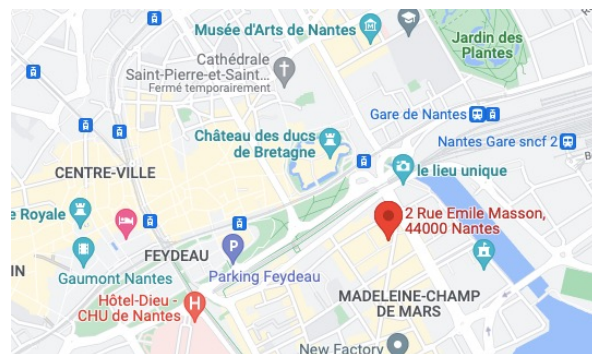 Musée d'Arts de Nantes
Jardin des
Plantes
Cathédrale
Saint-Pierre-et-Saint...
Fermé temporairement
Gare de Nantes
Château des ducs
de Bretagne
Nantes Gare sncf 2
CENTRE-VILLE
le lieu unique
e Royale
2 Rue Emile Masson,
44000 Nantes
FEYDEAU
P
IN
Gaumont Nantes
Parking Feydeau
Hôtel-Dieu -
CHU de Nantes
H
MADELEINE-CHAMP
DE MARS
New Factory